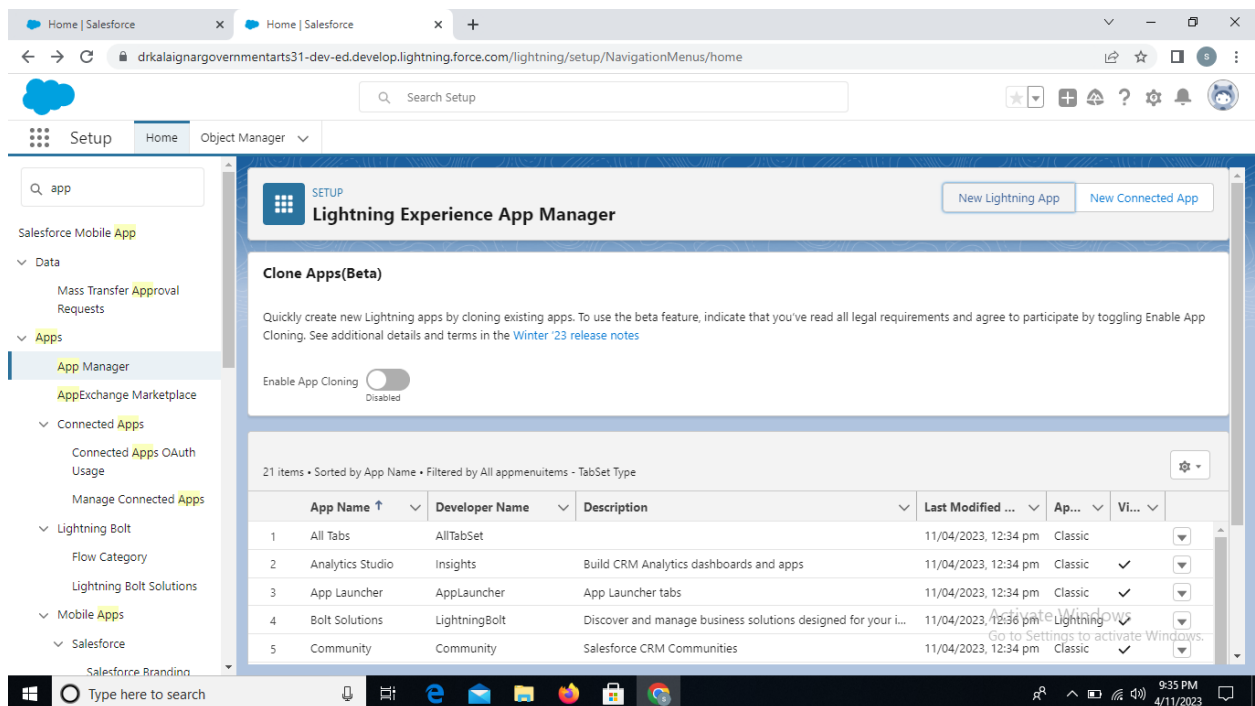 Home | Salesforce
Home | Salesforce
drkalaignargovernmentarts31-dev-ed.develop.lightning.force.com/lightning/setup/NavigationMenus/home
S
Search Setup
Setup
Home
Object Manager
app
Salesforce Mobile App
Data
Mass Transfer Approval
Requests
Apps
App Manager
AppExchange Marketplace
Connected Apps
Connected Apps OAuth
Usage
Manage Connected Apps
Lightning Bolt
Flow Category
Lightning Bolt Solutions
Mobile Apps
Salesforce
Salesforce Branding
SETUP
Lightning Experience App Manager
New Lightning App
New Connected App
Clone Apps(Beta)
Quickly create new Lightning apps by cloning existing apps. To use the beta feature, indicate that you've read all legal requirements and agree to participate by toggling Enable App
Cloning. See additional details and terms in the Winter '23 release notes
Enable App Cloning
Disabled
21 items • Sorted by App Name • Filtered by All appmenuitems - TabSet Type
App Name ↑ Developer Name Description Last Modified ... Ap... Vi...
1 All Tabs AllTabSet 11/04/2023, 12:34 pm Classic
2 Analytics Studio Insights Build CRM Analytics dashboards and apps 11/04/2023, 12:34 pm Classic ✓
3 App Launcher AppLauncher App Launcher tabs 11/04/2023, 12:34 pm Classic ✓
4 Bolt Solutions LightningBolt Discover and manage business solutions designed for your i... 11/04/2023, 12:36 pm Lightning ✓
5 Community Community Salesforce CRM Communities 11/04/2023, 12:34 pm Classic ✓
Activate Windows
Go to Settings to activate Windows.
Type here to search
9:35 PM
4/11/2023